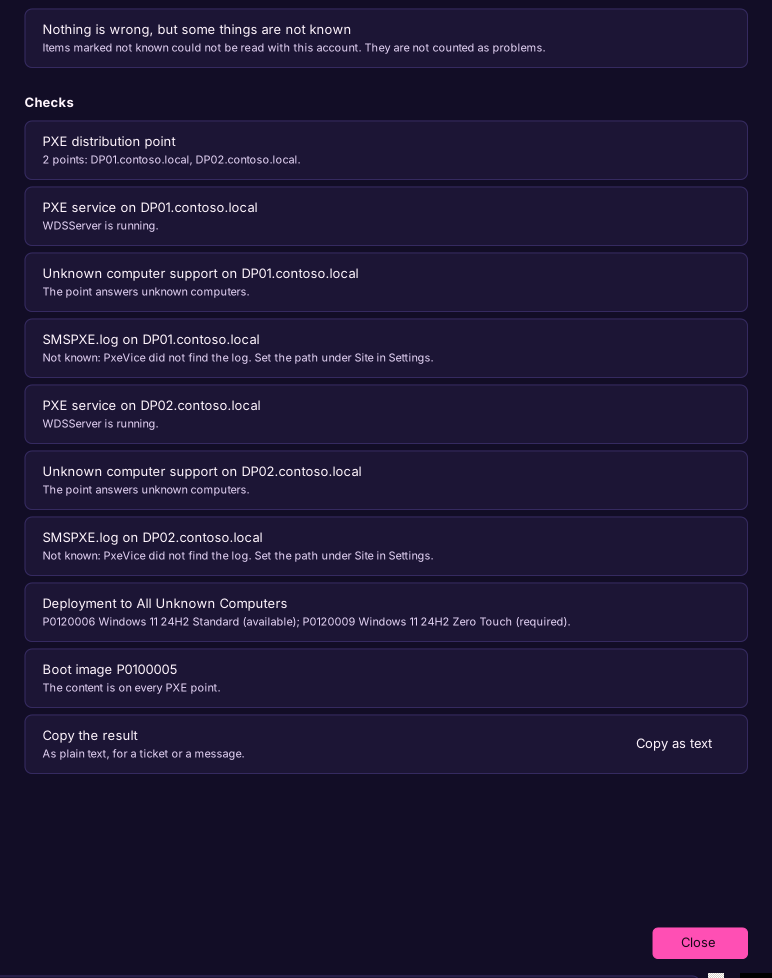 Nothing is wrong, but some things are not known
Items marked not known could not be read with this account. They are not counted as problems.
Checks
PXE distribution point
2 points: DP01.contoso.local, DP02.contoso.local.
PXE service on DP01.contoso.local
WDSServer is running.
Unknown computer support on DP01.contoso.local
The point answers unknown computers.
SMSPXE.log on DP01.contoso.local
Not known: PxeVice did not find the log. Set the path under Site in Settings.
PXE service on DP02.contoso.local
WDSServer is running.
Unknown computer support on DP02.contoso.local
The point answers unknown computers.
SMSPXE.log on DP02.contoso.local
Not known: PxeVice did not find the log. Set the path under Site in Settings.
Deployment to All Unknown Computers
P0120006 Windows 11 24H2 Standard (available); P0120009 Windows 11 24H2 Zero Touch (required).
Boot image P0100005
The content is on every PXE point.
Copy the result
As plain text, for a ticket or a message.
Copy as text
Close